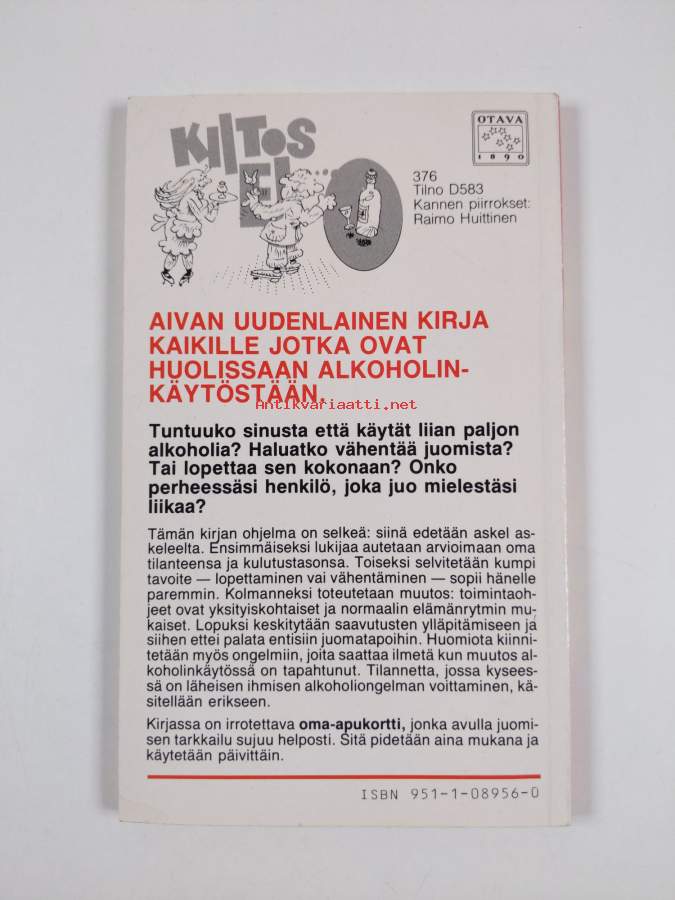 KIITOS
EI...
OTAVA
1890
376
Tilno D583
Kannen piirrokset:
Raimo Huittinen
AIVAN UUDENLAINEN KIRJA
KAIKILLE JOTKA OVAT
HUOLISSAAN ALKOHOLIN-
KÄYTÖSTÄÄN.
Antikvariaatti.net
Tuntuuko sinusta että käytät liian paljon
alkoholia? Haluatko vähentää juomista?
Tai lopettaa sen kokonaan? Onko
perheessäsi henkilö, joka juo mielestäsi
liikaa?
Tämän kirjan ohjelma on selkeä: siinä edetään askel as-
keleelta. Ensimmäiseksi lukijaa autetaan arvioimaan oma
tilanteensa ja kulutustasonsa. Toiseksi selvitetään kumpi
tavoite — lopettaminen vai vähentäminen — sopii hänelle
paremmin. Kolmanneksi toteutetaan muutos: toimintaoh-
jeet ovat yksityiskohtaiset ja normaalin elämänrytmin mu-
kaiset. Lopuksi keskitytään saavutusten ylläpitämiseen ja
siihen ettei palata entisiin juomatapoihin. Huomiota kiinni-
tetään myös ongelmiin, joita saattaa ilmetä kun muutos al-
koholinkäytössä on tapahtunut. Tilannetta, jossa kysees-
sä on läheisen ihmisen alkoholiongelman voittaminen, kä-
sitellään erikseen.
Kirjassa on irrotettava oma-apukortti, jonka avulla juomi-
sen tarkkailu sujuu helposti. Sitä pidetään aina mukana ja
käytetään päivittäin.
ISBN 951-1-08956-0